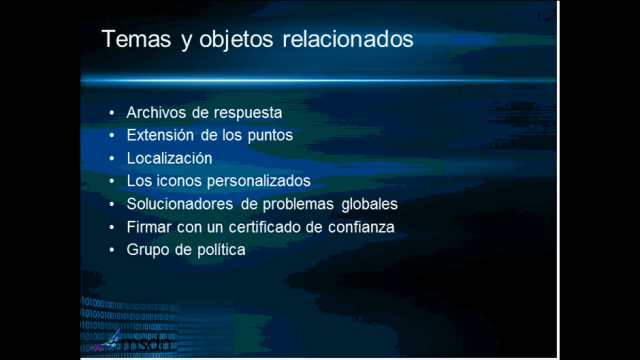 Temas y objetos relacionados
• Archivos de respuesta
• Extensión de los puntos
• Localización
• Los iconos personalizados
• Solucionadores de problemas globales
• Firmar con un certificado de confianza
• Grupo de política